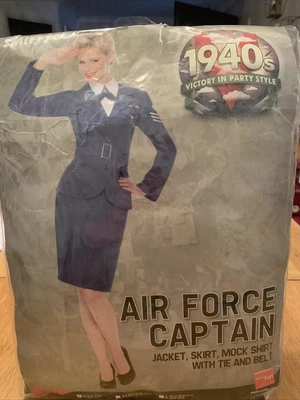 1940s
VICTORY IN PARTY STYLE
AIR FORCE
CAPTAIN
JACKET, SKIRT, MOCK SHIRT
WITH TIE AND BELT